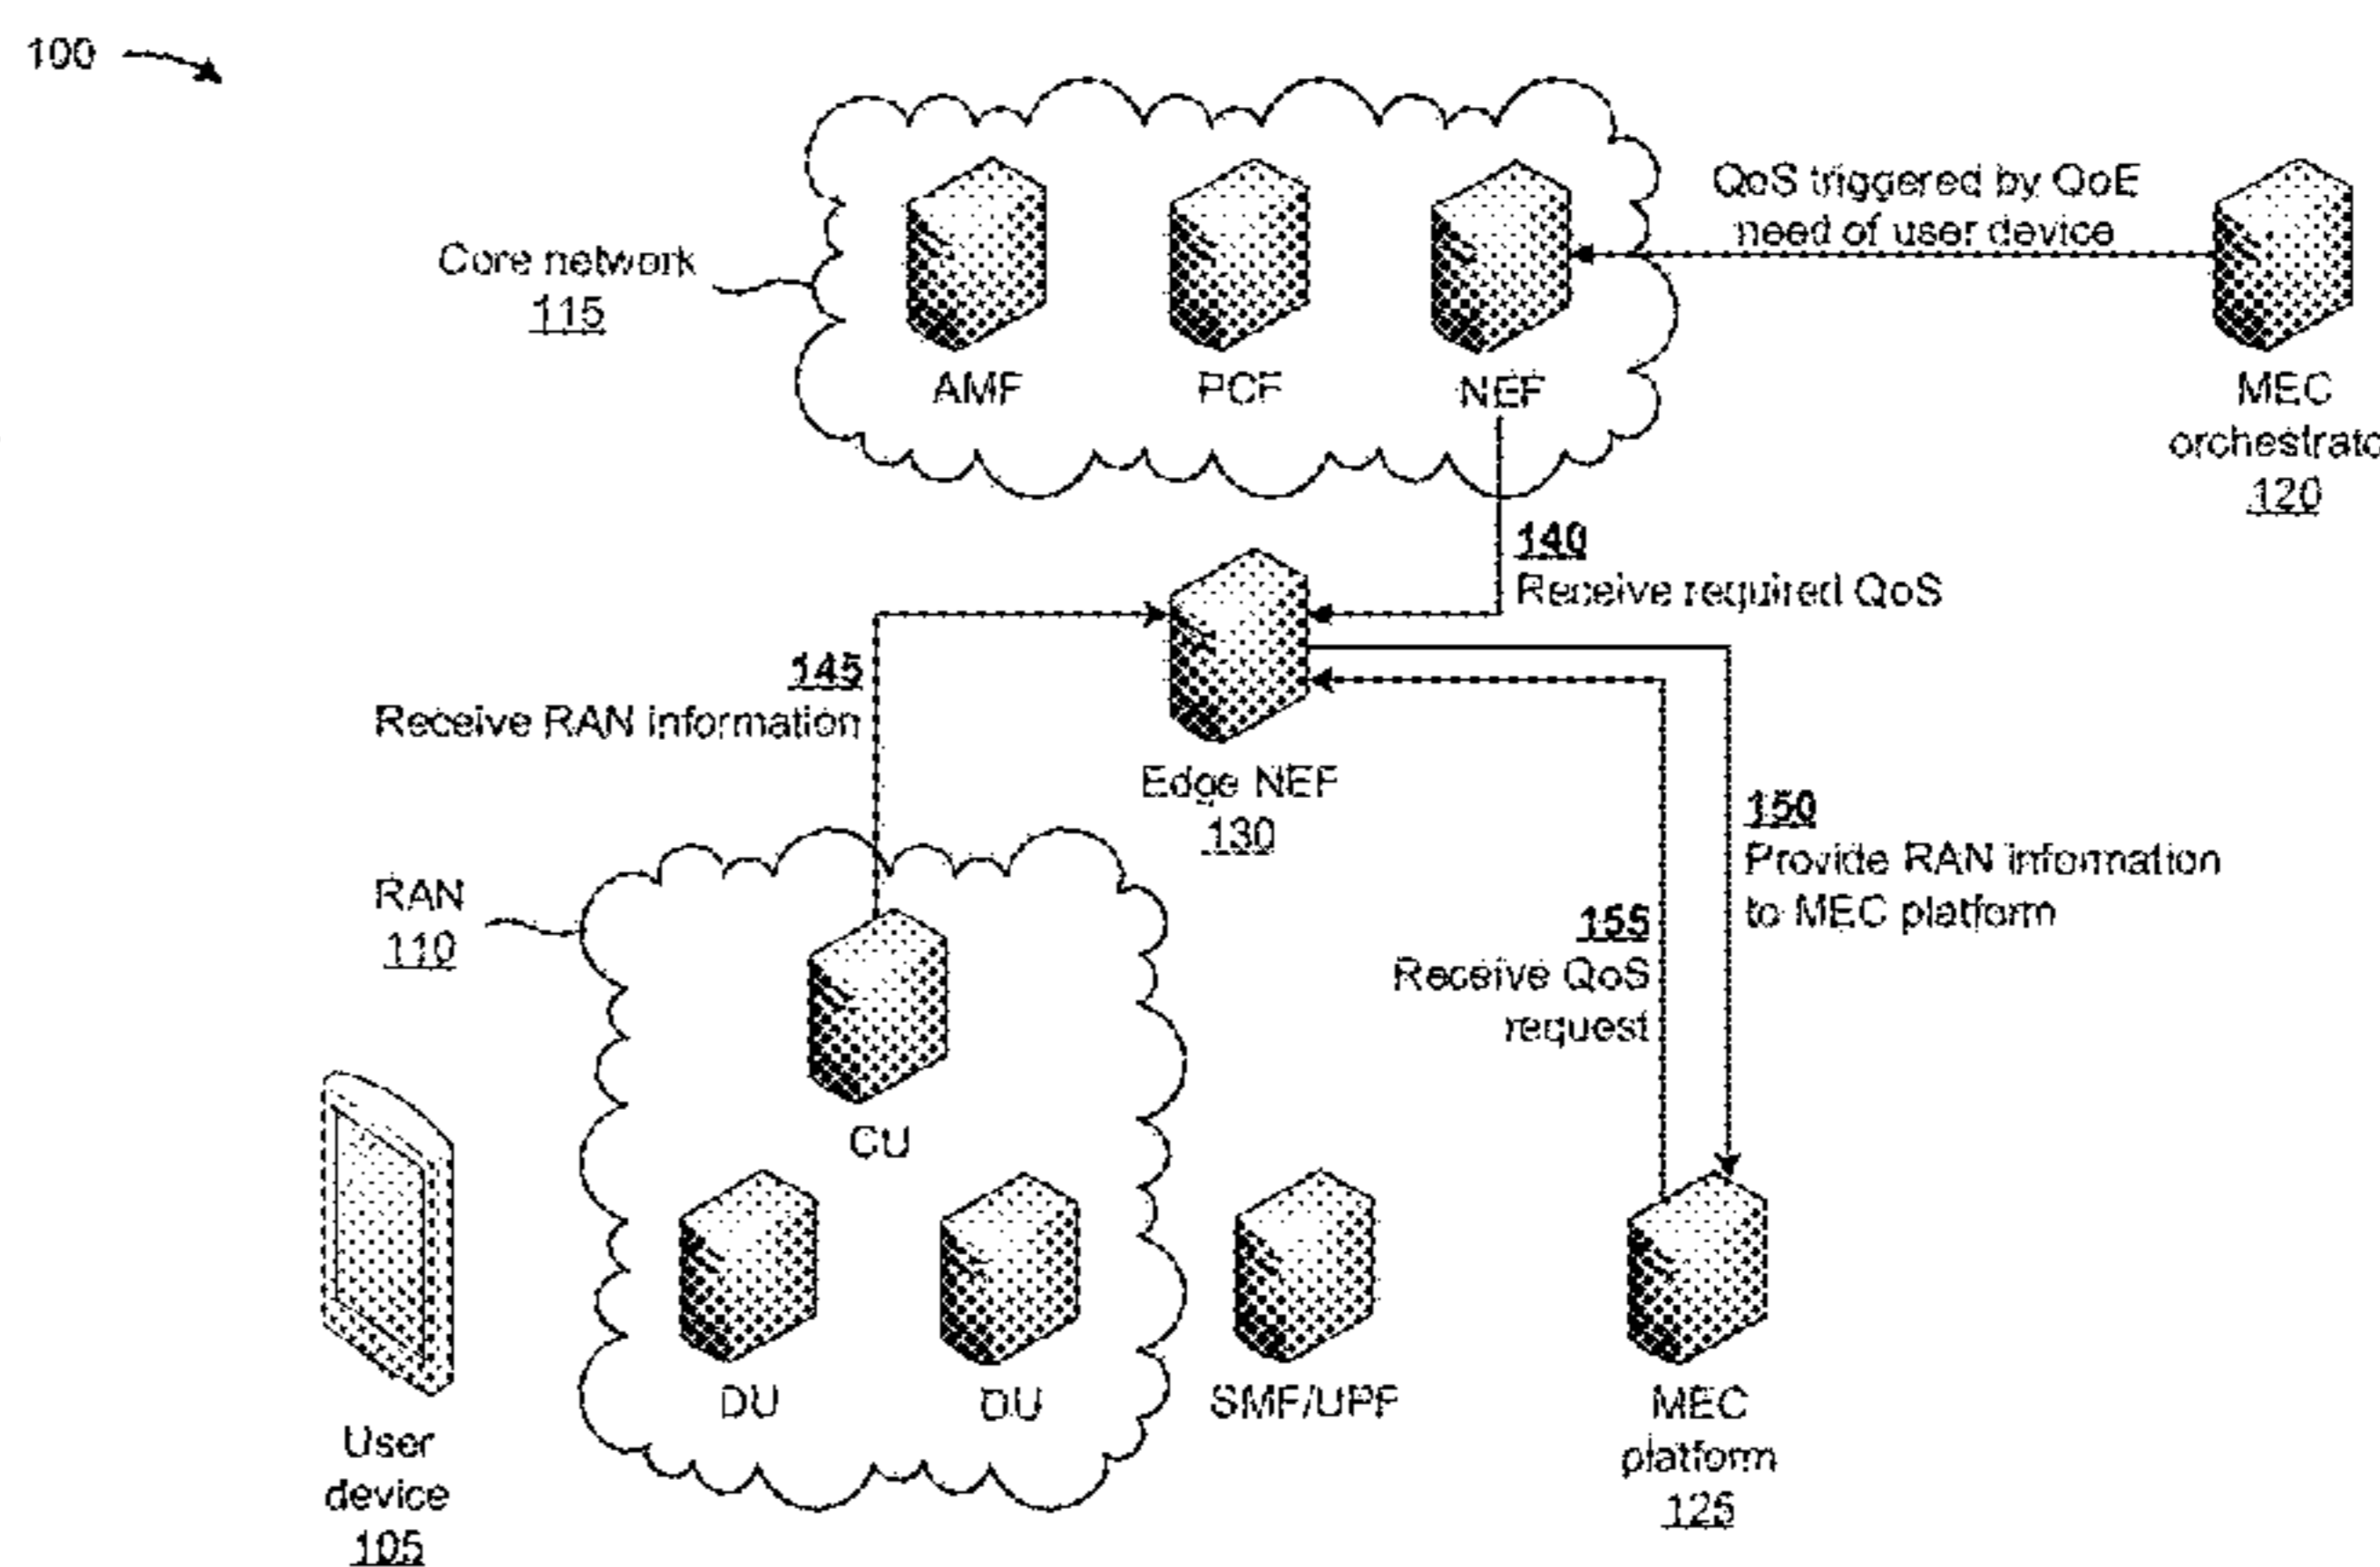 100
QoS triggered by QoE
need of user device
Core network
115
AMF
PCF
NEF
MEC
orchestrato
120
140
Receive required QoS
145
Receive RAN information
Edge NEF
130
150
Provide RAN information
to MEC platform
RAN
110
155
Receive QoS
request
CU
DU
DU
SMF/UPF
MEC
platform
125
User
device
105